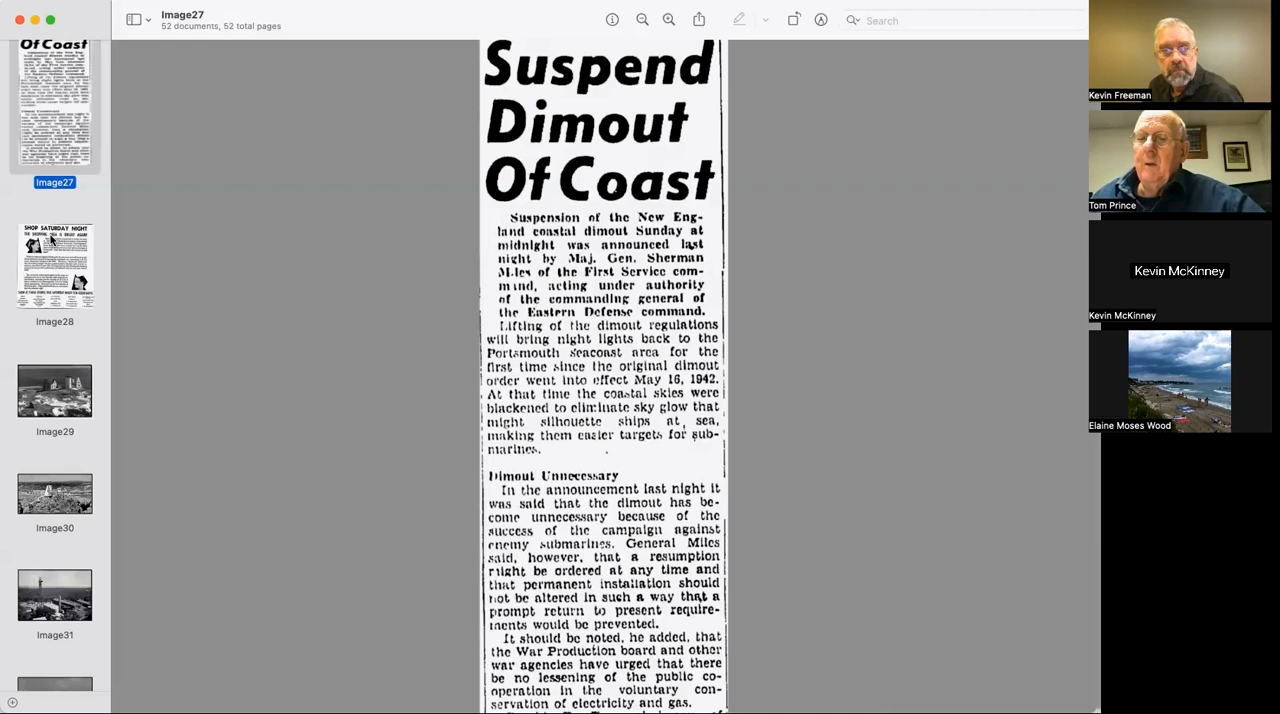 Image27
52 documents, 52 total pages
Search
Of Coast
Image27
SHOP SATURDAY NIGHT
Image28
Image29
Image30
Image31
Suspend
Dimout
Of Coast
Suspension of the New Eng-
land coastal dimout Sunday at
midnight was announced last
night by Maj. Gen. Sherman
Miles of the First Service com-
mand, acting under authority
of the commanding general of
the Eastern Defense command.
Lifting of the dimout regulations
will bring night lights back to the
Portsmouth seacoast area for the
first time since the original dimout
order went into effect May 16, 1942.
At that time the coastal skies were
blackened to eliminate sky glow that
might silhouette ships at sea,
making them easier targets for sub-
marines.
Dimout Unnecessary
In the announcement last night it
was said that the dimout has be-
come unnecessary because of the
success of the campaign against
enemy submarines. General Miles
said, however, that a resumption
might be ordered at any time and
that permanent installation should
not be altered in such a way that a
prompt return to present require-
ments would be prevented.
It should be noted, he added, that
the War Production board and other
war agencies have urged that there
be no lessening of the public co-
operation in the voluntary con-
servation of electricity and gas.
Kevin Freeman
Tom Prince
Kevin McKinney
Kevin McKinney
Elaine Moses Wood